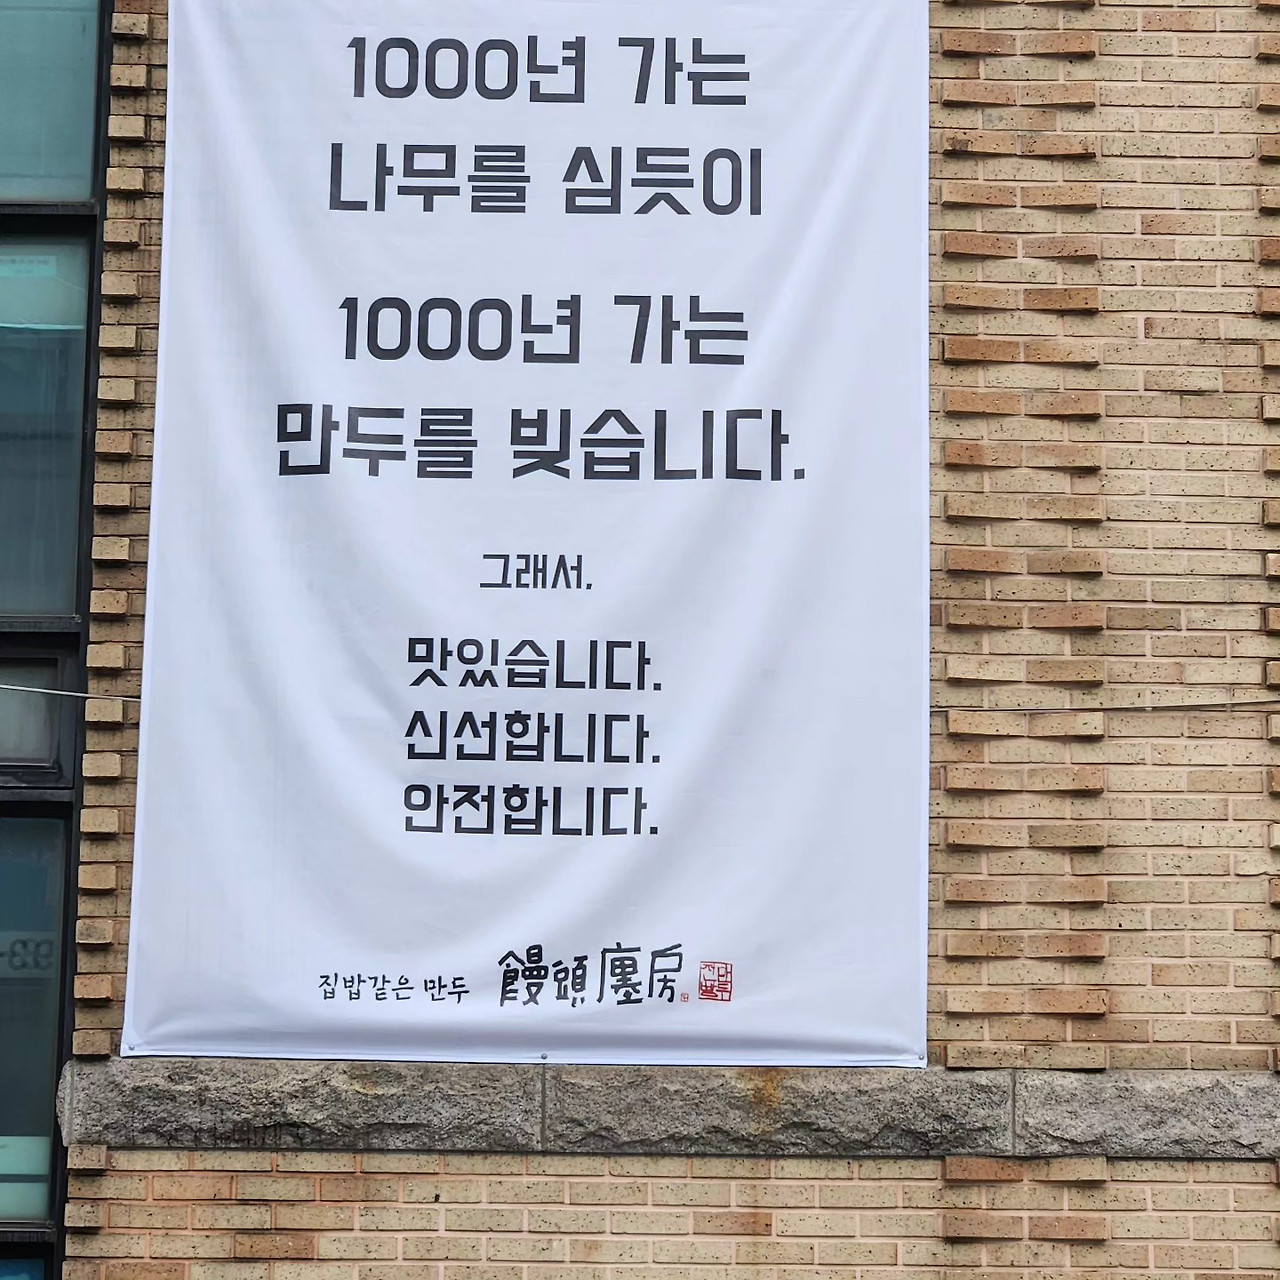 1000년 가는
나무를 심듯이
1000년 가는
만두를 빚습니다.
그래서,
맛있습니다.
신선합니다.
안전합니다.
집밥같은 만두 饅頭廛房